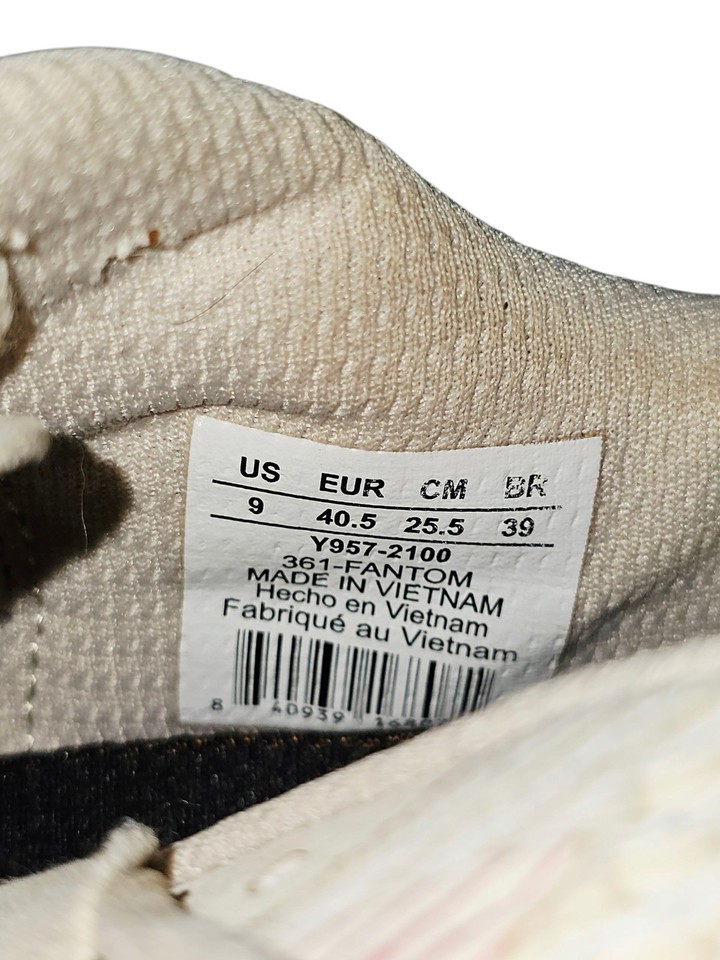 US EUR CM BR
9 40.5 25.5 39
Y957-2100
361-FANTOM
MADE IN VIETNAM
Hecho en Vietnam
Fabriqué au Vietnam
8 40939